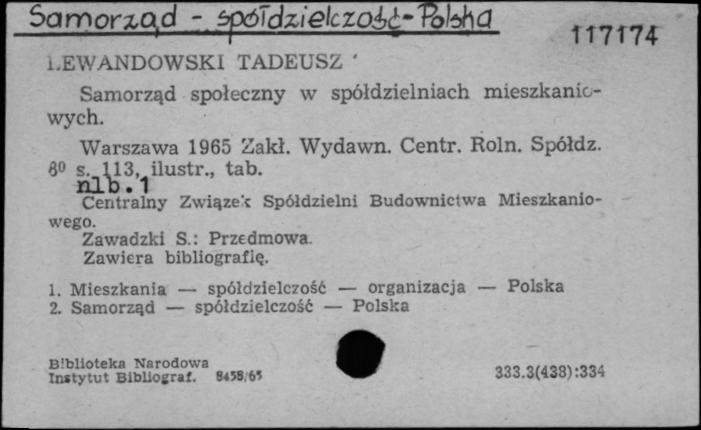 Samorząd - spółdzielczość - Polska
117174
LEWANDOWSKI TADEUSZ
Samorząd społeczny w spółdzielniach mieszkanio-
wych.
Warszawa 1965 Zakł. Wydawn. Centr. Roln. Spółdz.
8⁰ s. 113, ilustr., tab.
nlb. 1
Centralny Związek Spółdzielni Budownictwa Mieszkanio-
wego.
Zawadzki S.: Przedmowa.
Zawiera bibliografię.
1. Mieszkania — spółdzielczość — organizacja — Polska
2. Samorząd — spółdzielczość — Polska
Biblioteka Narodowa
Instytut Bibliograf. 8458/65 333.3(438):334